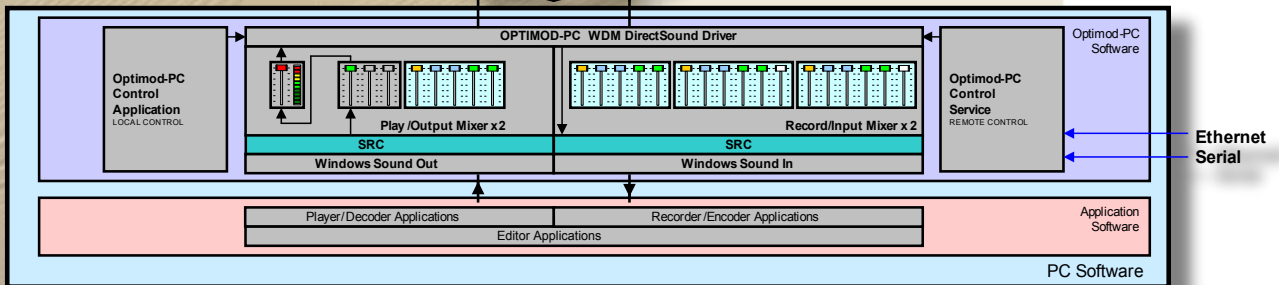 OPTIMOD-PC WDM DirectSound Driver
Optimod-PC
Software
Optimod-PC
Control
Application
LOCAL CONTROL
Play/Output Mixer x2
Record/Input Mixer x 2
Optimod-PC
Control
Service
REMOTE CONTROL
SRC
SRC
Windows Sound Out
Windows Sound In
Ethernet
Serial
Player/Decoder Applications
Recorder/Encoder Applications
Editor Applications
Application
Software
PC Software